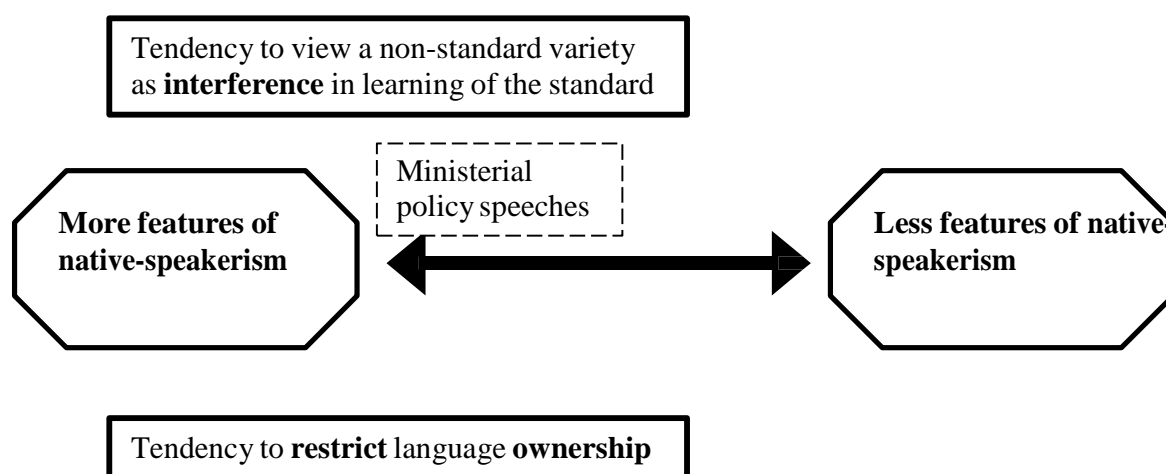 Tendency to view a non-standard variety
as interference in learning of the standard
Ministerial
policy speeches
More features of
native-speakerism
Less features of native-
speakerism
Tendency to restrict language ownership